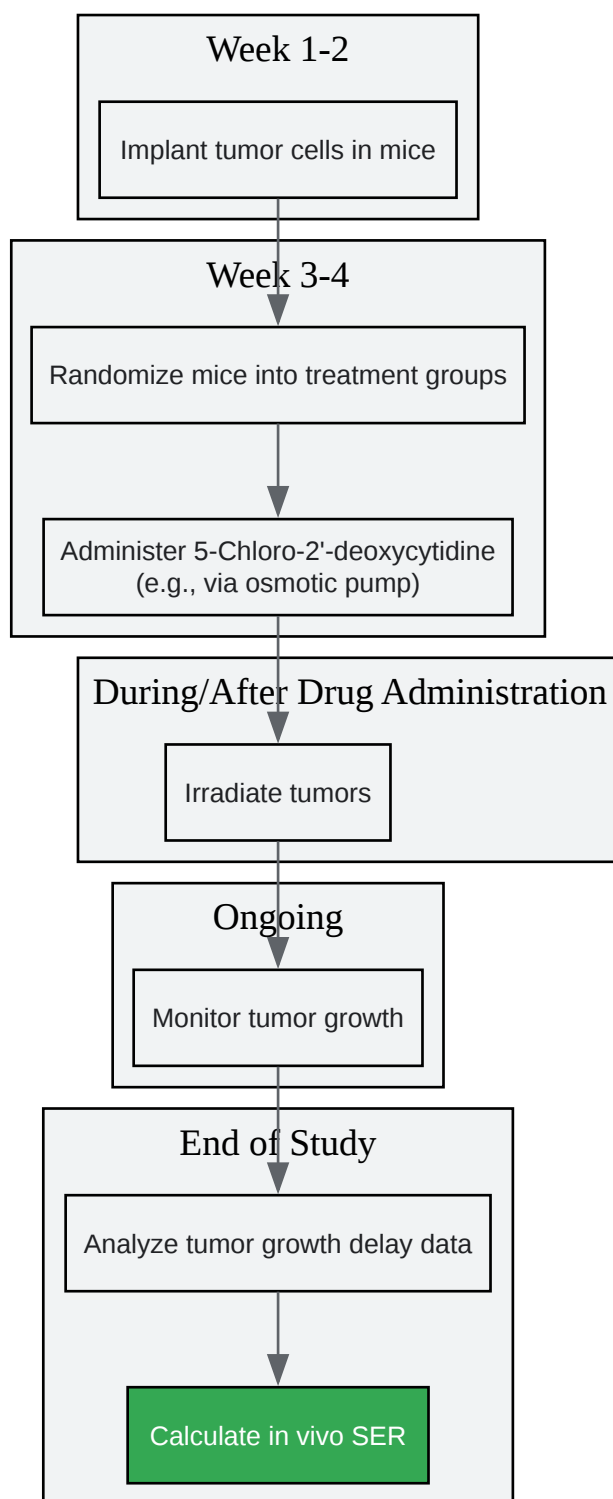 Week 1-2
Implant tumor cells in mice
Week 3-4
Randomize mice into treatment groups
Administer 5-Chloro-2'-deoxycytidine
(e.g., via osmotic pump)
During/After Drug Administration
Irradiate tumors
Ongoing
Monitor tumor growth
End of Study
Analyze tumor growth delay data
Calculate in vivo SER